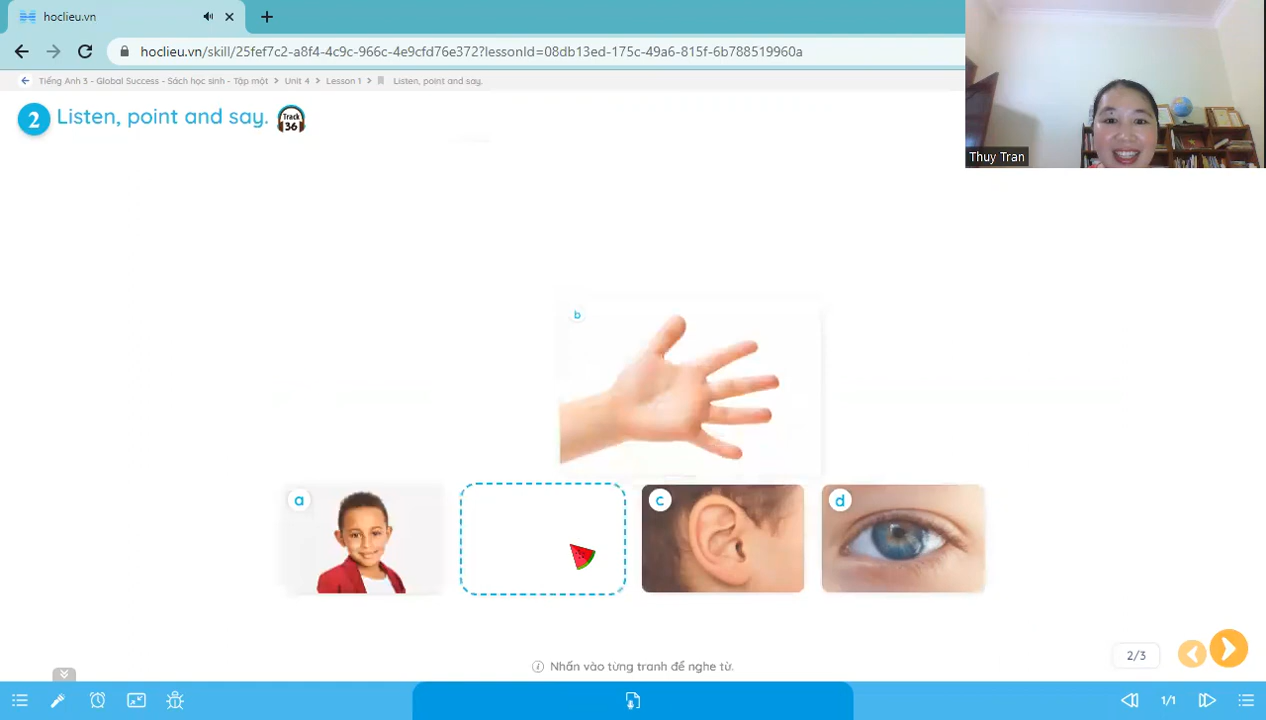 hoclieu.vn
hoclieu.vn/skill/25fef7c2-a8f4-4c9c-966c-4e9cfd76e372?lessonId=08db13ed-175c-49a6-815f-6b788519960a
Tiếng Anh 3 - Global Success - Sách học sinh - Tập một > Unit 4 > Lesson 1 > Listen, point and say.
2 Listen, point and say. Track 36
Thuy Tran
b
a
c
d
2/3
Nhấn vào từng tranh để nghe từ.
1/1